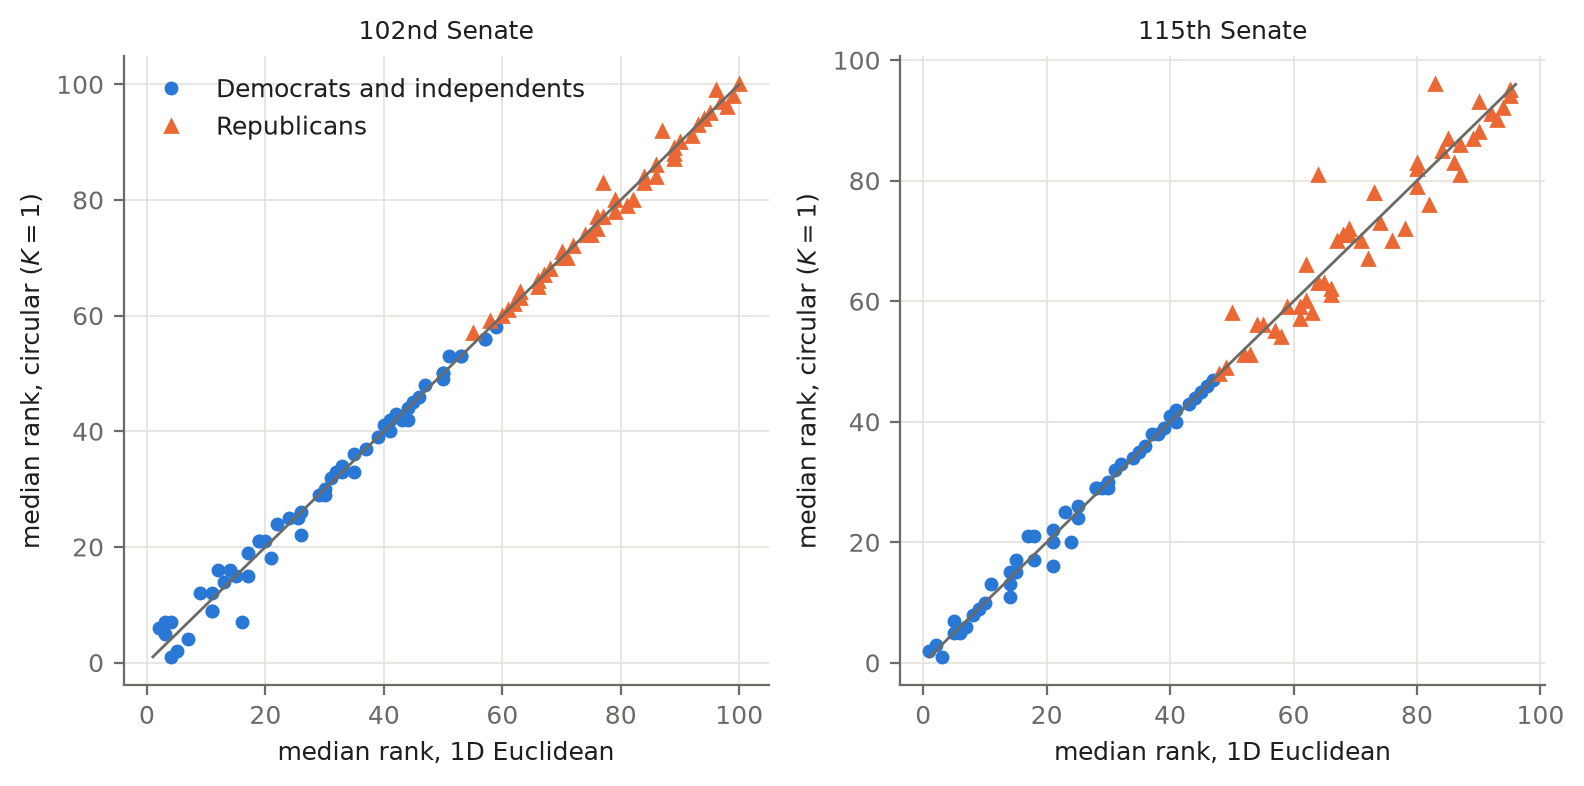 102nd Senate
Democrats and independents
Republicans
100
80
60
40
20
0
median rank, circular (K = 1)
0 20 40 60 80 100
median rank, 1D Euclidean
115th Senate
100
80
60
40
20
0
median rank, circular (K = 1)
0 20 40 60 80 100
median rank, 1D Euclidean